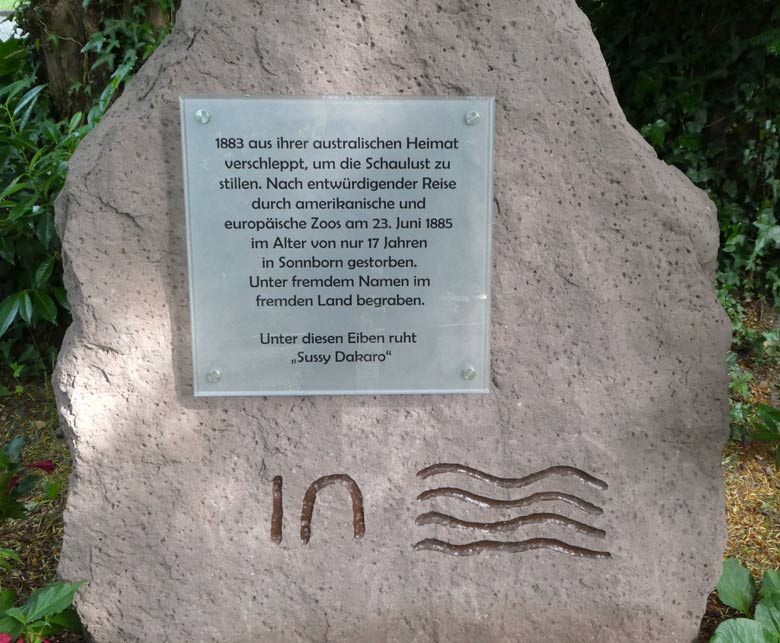 1883 aus ihrer australischen Heimat
verschleppt, um die Schaulust zu
stillen. Nach entwürdigender Reise
durch amerikanische und
europäische Zoos am 23. Juni 1885
im Alter von nur 17 Jahren
in Sonnborn gestorben.
Unter fremdem Namen im
fremden Land begraben.
Unter diesen Eiben ruht
„Sussy Dakaro“